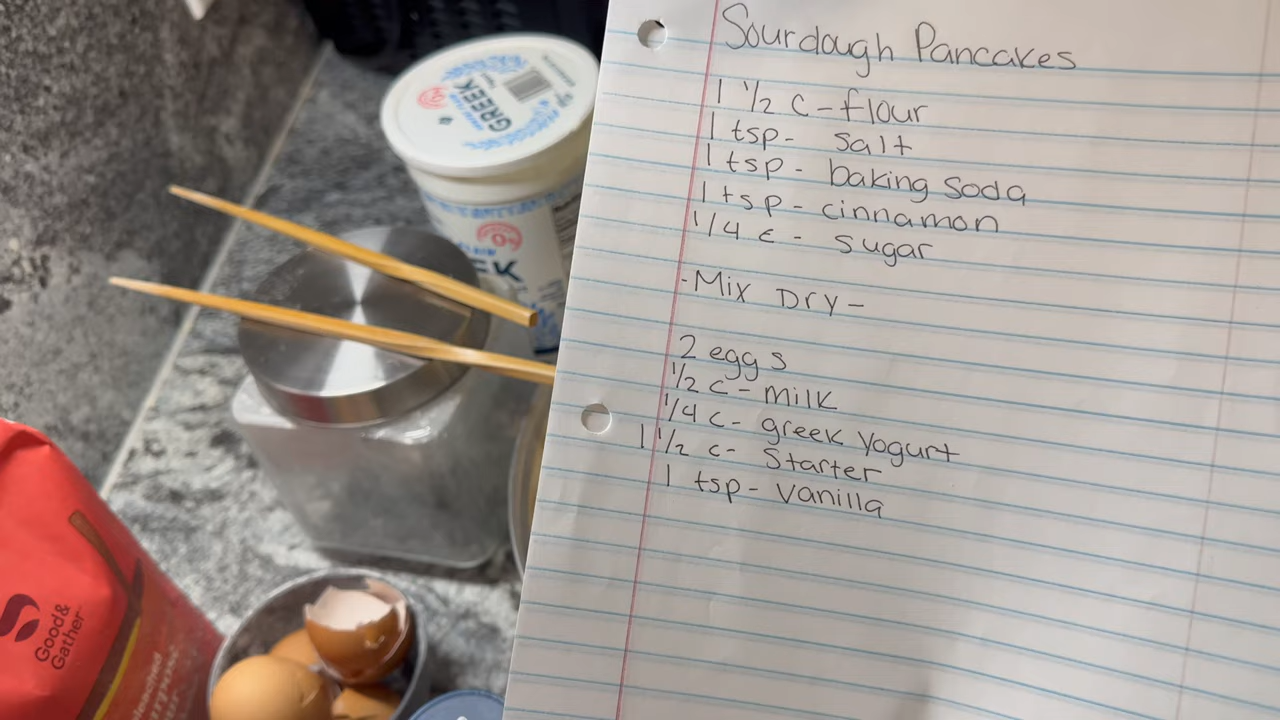 Sourdough Pancakes
1 1/2 c - flour
1 tsp - salt
1 tsp - baking soda
1 tsp - cinnamon
1/4 c - sugar
-Mix Dry-
2 eggs
1/2 c - milk
1/4 c - greek yogurt
1 1/2 c - starter
1 tsp - vanilla
GREEK
Good&
Gather